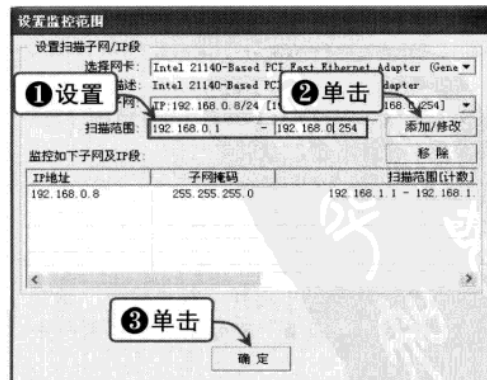 设置监控范围
设置扫描子网/IP段
选择网卡: Intel 21140-Based PCI Fast Ethernet Adapter (Gene
述: Intel 21140-Based PC dapter
❶设置
❷单击
网: IP:192.168.0.8/24 [1 168.0.254]
扫描范围: 192.168.0.1 - 192.168.0.254 添加/修改
监控如下子网及IP段: 移除
IP地址 子网掩码 扫描范围[计数]
192.168.0.8 255.255.255.0 192.168.1.1 - 192.168.1.
❸单击
确定